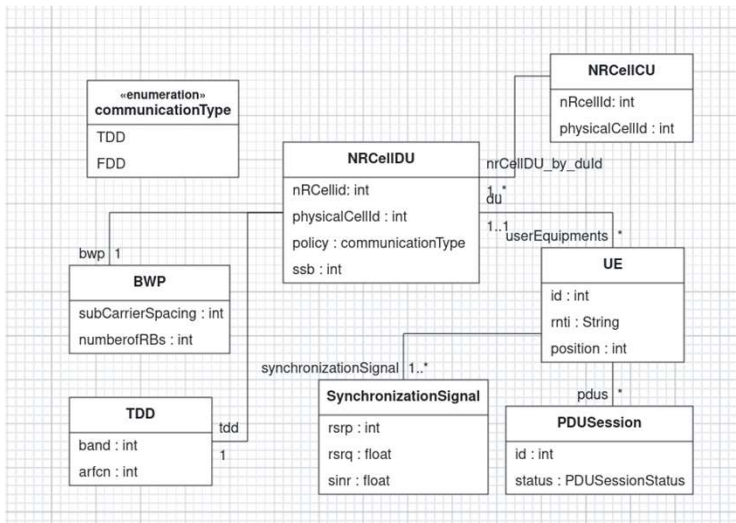 NRCellCU
nRcellId: int
physicalCellId : int
«enumeration»
communicationType
TDD
FDD
NRCellDU
nRCellid: int
physicalCellId : int
policy : communicationType
ssb : int
nrCellDU_by_duId
1..*
du
1..1
userEquipments *
bwp 1
BWP
subCarrierSpacing : int
numberofRBs : int
UE
id : int
rnti : String
position : int
synchronizationSignal 1..*
SynchronizationSignal
rsrp : int
rsrq : float
sinr : float
pdus *
PDUSession
id : int
status : PDUSessionStatus
TDD
band : int
arfcn : int
tdd
1